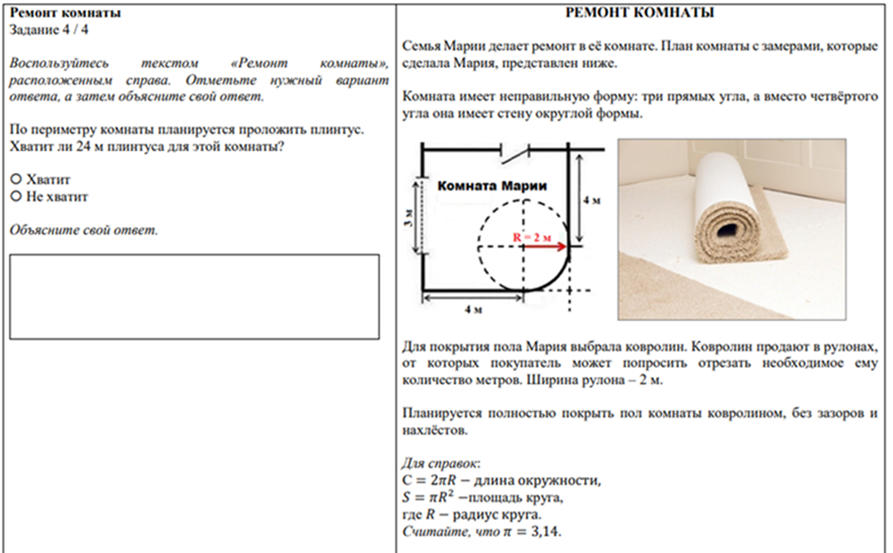 Ремонт комнаты
Задание 4 / 4
Воспользуйтесь текстом «Ремонт комнаты»,
расположенным справа. Отметьте нужный вариант
ответа, а затем объясните свой ответ.
По периметру комнаты планируется проложить плинтус.
Хватит ли 24 м плинтуса для этой комнаты?
Хватит
Не хватит
Объясните свой ответ.
РЕМОНТ КОМНАТЫ
Семья Марии делает ремонт в её комнате. План комнаты с замерами, которые
сделала Мария, представлен ниже.
Комната имеет неправильную форму: три прямых угла, а вместо четвёртого
угла она имеет стену округлой формы.
Комната Марии
4 м
3 м
R = 2 м
4 м
Для покрытия пола Мария выбрала ковролин. Ковролин продают в рулонах,
от которых покупатель может попросить отрезать необходимое ему
количество метров. Ширина рулона – 2 м.
Планируется полностью покрыть пол комнаты ковролином, без зазоров и
нахлёстов.
Для справок:
C = 2πR − длина окружности,
S = πR² −площадь круга,
где R − радиус круга.
Считайте, что π = 3,14.